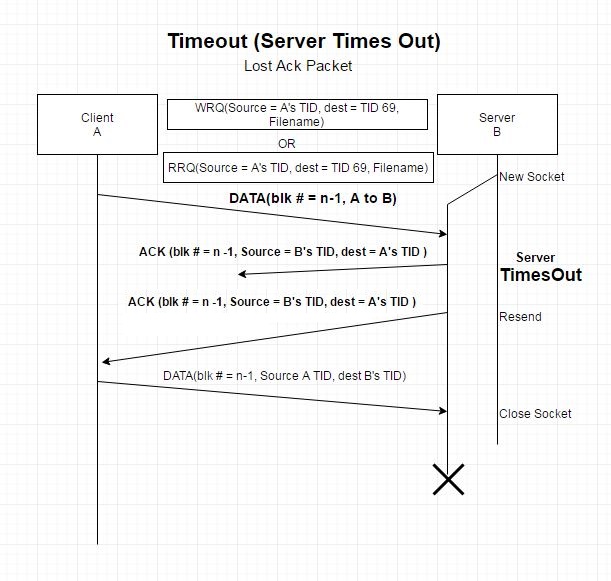 Timeout (Server Times Out)
Lost Ack Packet
Client
A
WRQ(Source = A's TID, dest = TID 69,
Filename)
OR
RRQ(Source = A's TID, dest = TID 69, Filename)
Server
B
New Socket
DATA(blk # = n-1, A to B)
ACK (blk # = n -1, Source = B's TID, dest = A's TID )
Server
TimesOut
ACK (blk # = n -1, Source = B's TID, dest = A's TID )
Resend
DATA(blk # = n-1, Source A TID, dest B's TID)
Close Socket